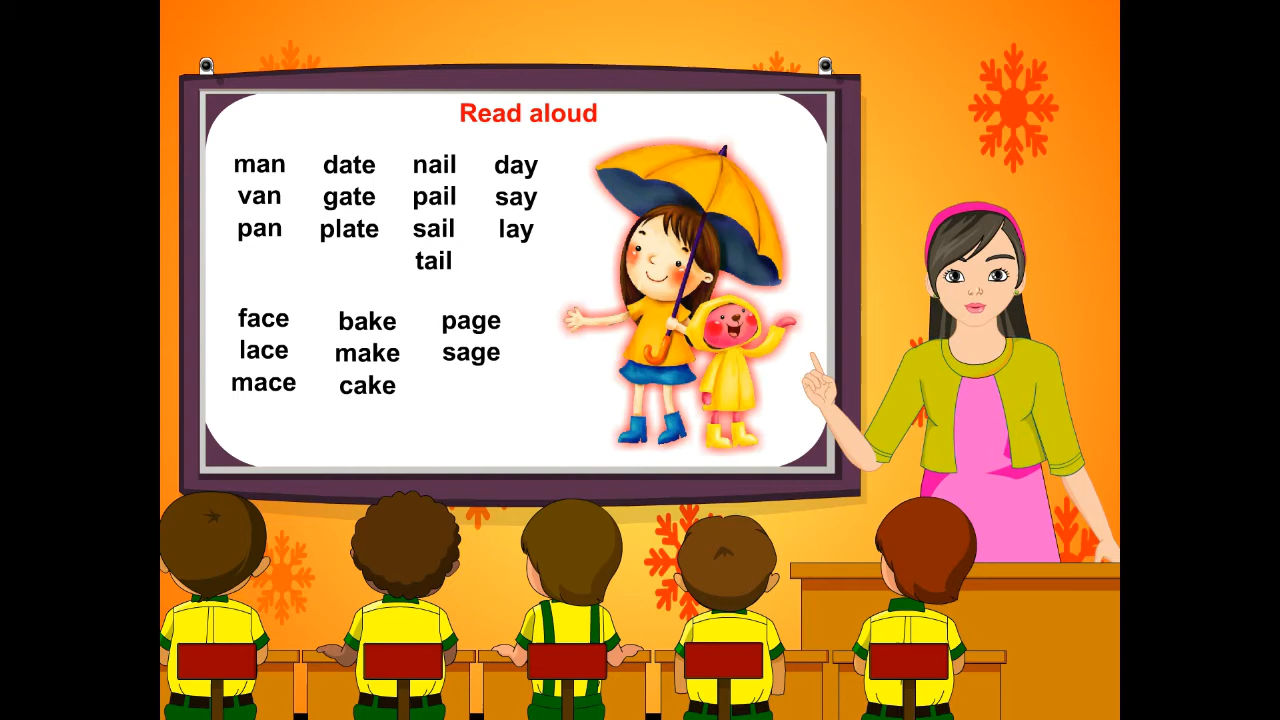 Read aloud
man date nail day
van gate pail say
pan plate sail lay
tail
face bake page
lace make sage
mace cake